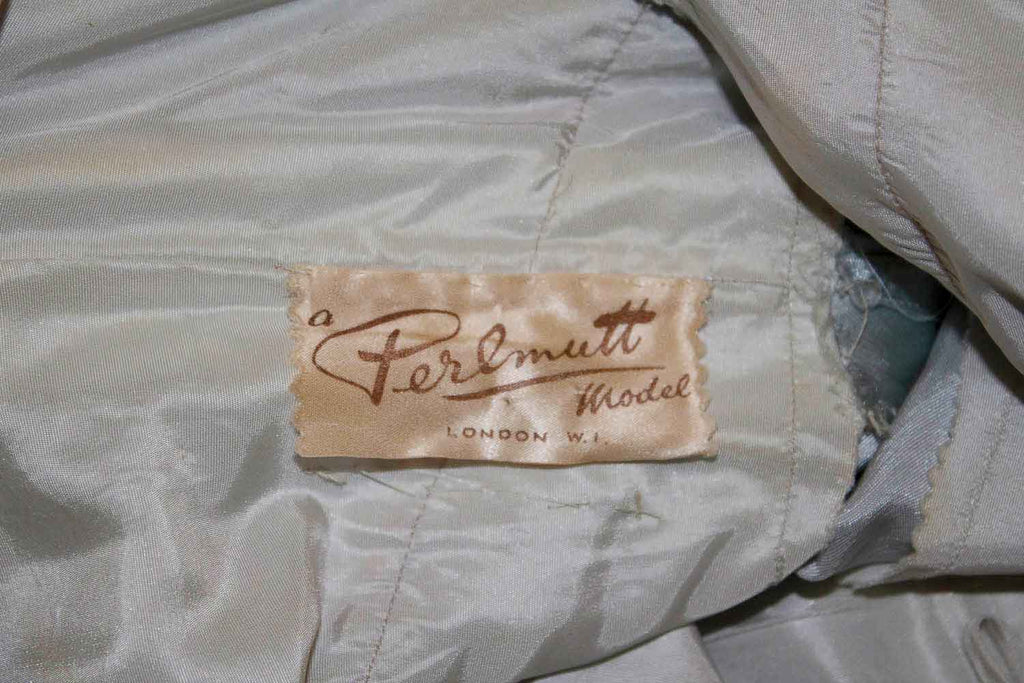 a Perlmutt
Model
LONDON W.1.